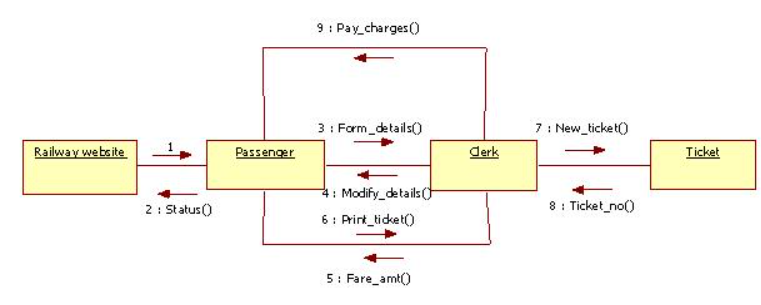 9 : Pay_charges()
3 : Form_details()
7 : New_ticket()
1
Railway website
Passenger
Clerk
Ticket
4 : Modify_details()
2 : Status()
8 : Ticket_no()
6 : Print_ticket()
5 : Fare_amt()